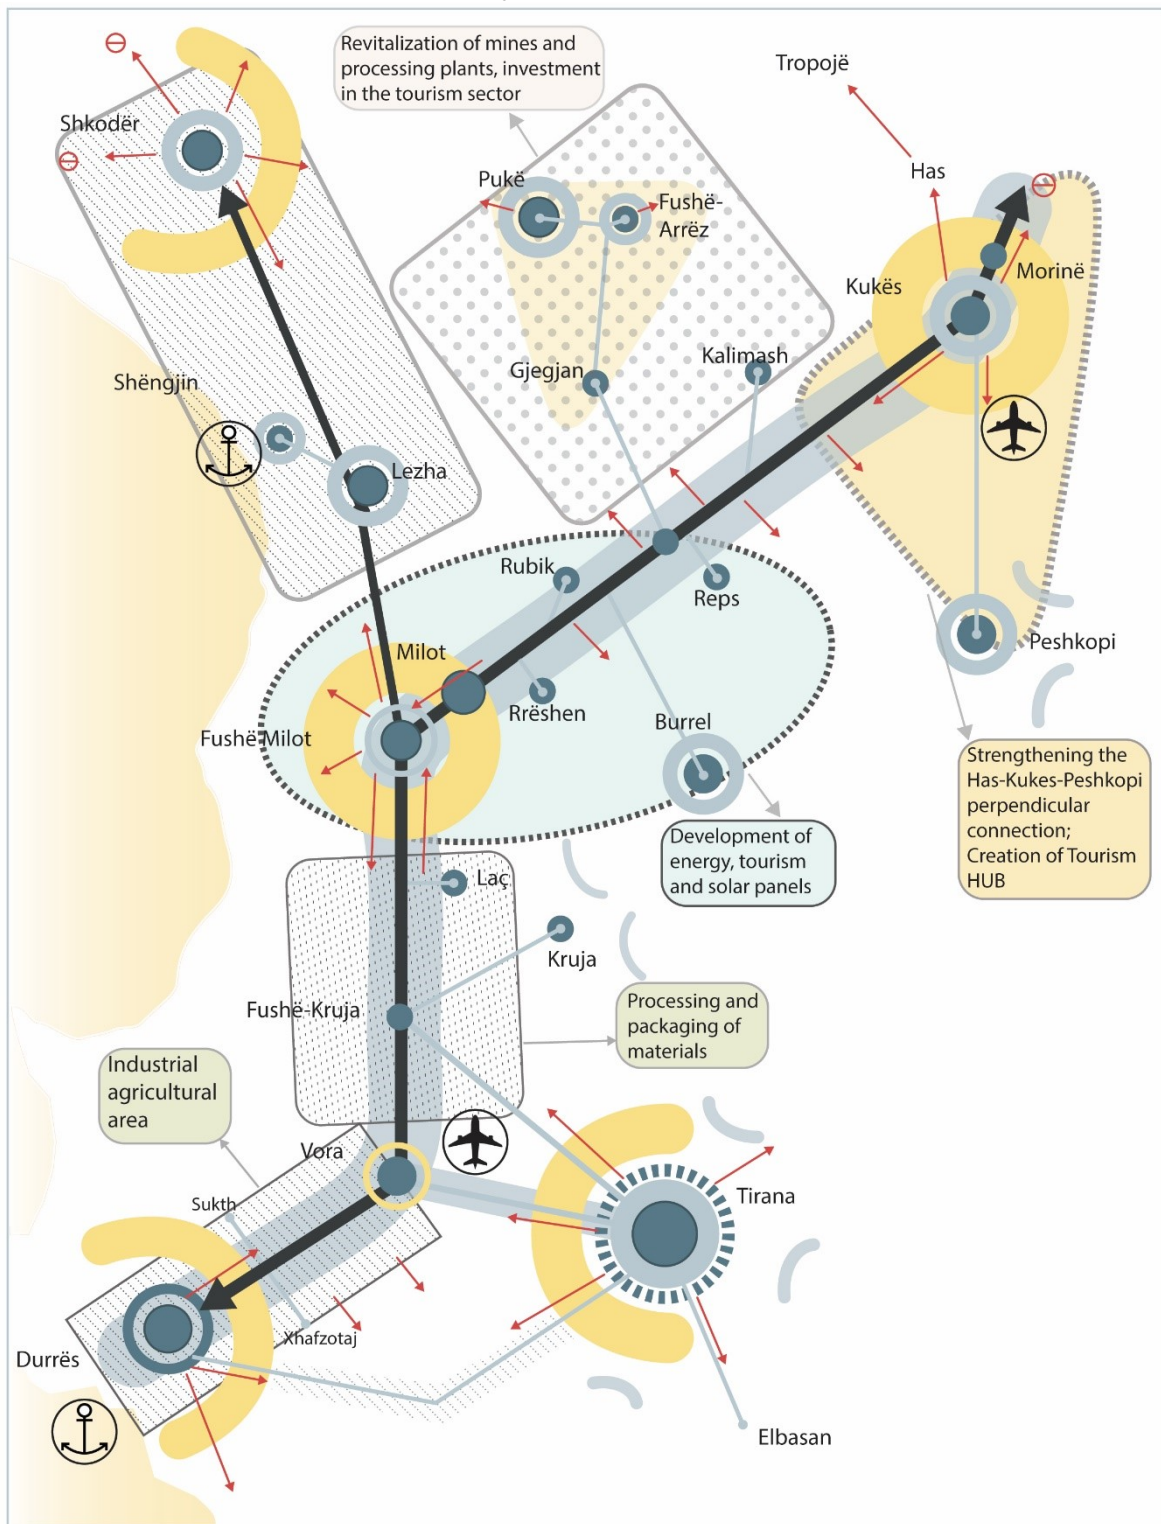 Revitalization of mines and
processing plants, investment
in the tourism sector
Tropojë
Shkodër
Has
Pukë
Fushë-
Arrëz
Morinë
Kukës
Kalimash
Gjegjan
Shëngjin
Lezha
Rubik
Reps
Peshkopi
Milot
Rrëshen
Burrel
Fushë Milot
Strengthening the
Has-Kukes-Peshkopi
perpendicular
connection;
Creation of Tourism
HUB
Development of
energy, tourism
and solar panels
Laç
Kruja
Fushë-Kruja
Processing and
packaging of
materials
Industrial
agricultural
area
Vora
Sukth
Tirana
Xhafzotaj
Durrës
Elbasan